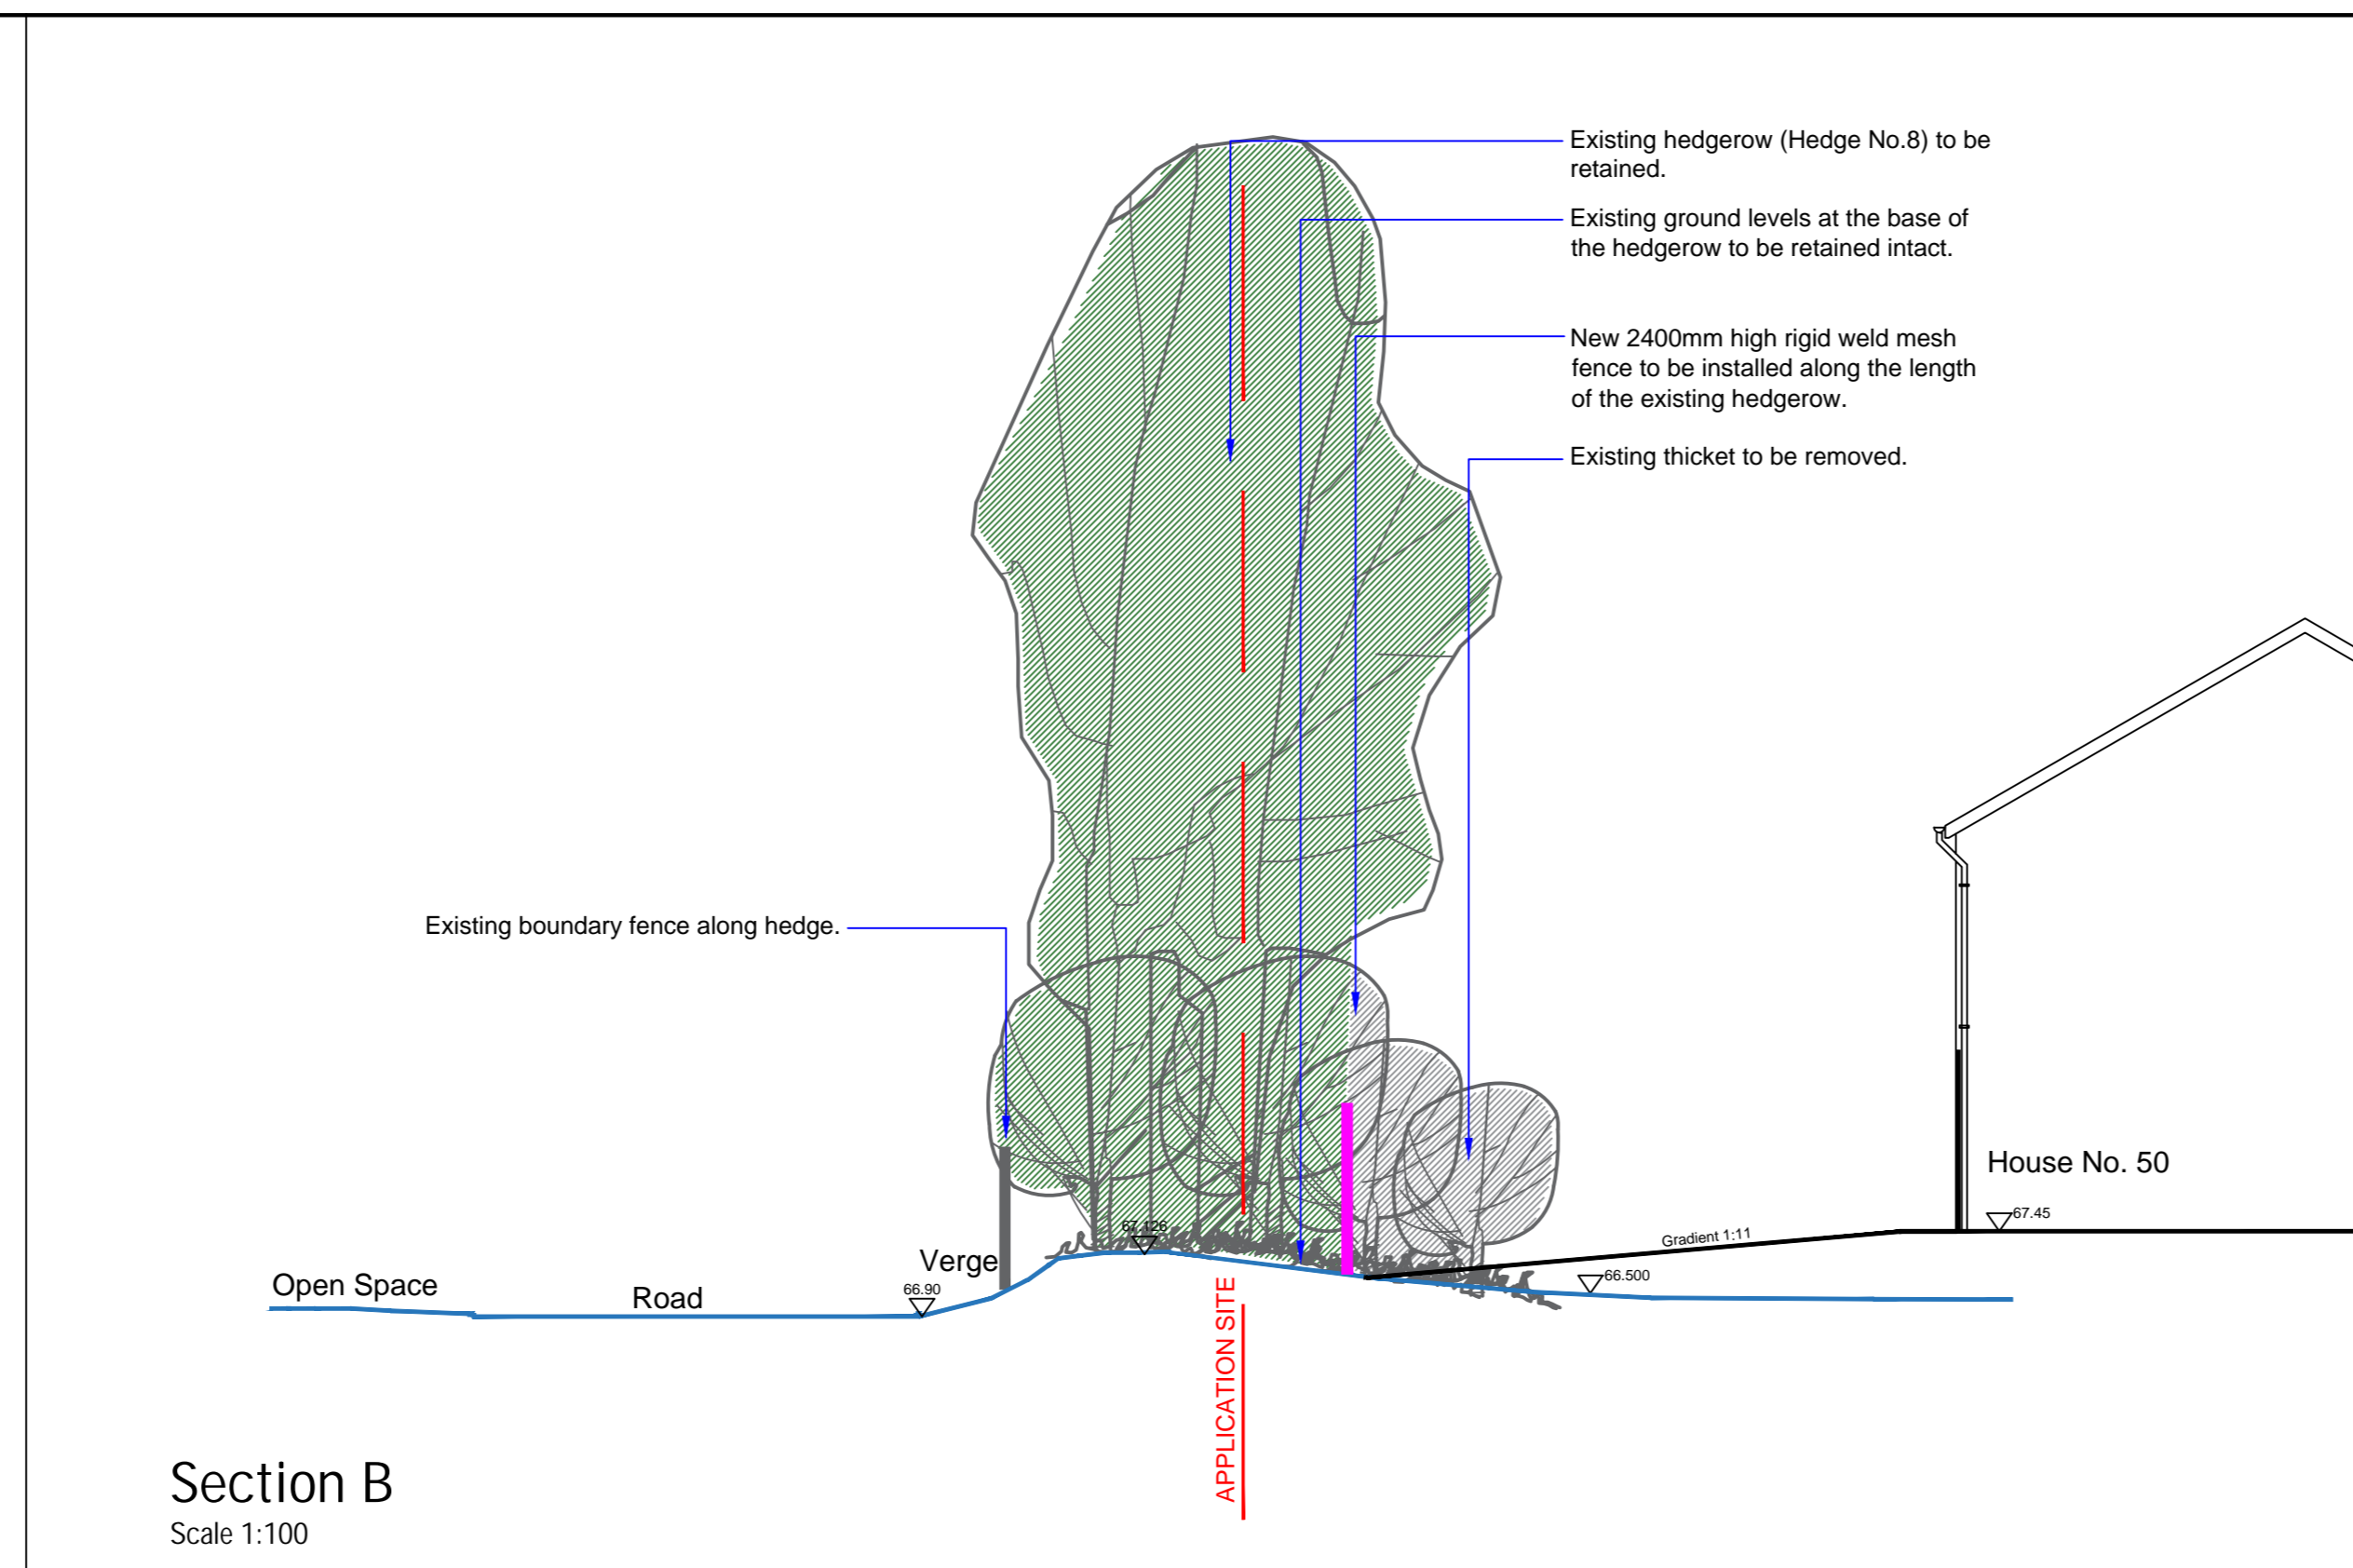 Existing hedgerow (Hedge No.8) to be
retained.
Existing ground levels at the base of
the hedgerow to be retained intact.
New 2400mm high rigid weld mesh
fence to be installed along the length
of the existing hedgerow.
Existing thicket to be removed.
Existing boundary fence along hedge.
House No. 50
67.45
Gradient 1:11
67.126
Verge
66.500
Open Space
Road
66.90
APPLICATION SITE
Section B
Scale 1:100